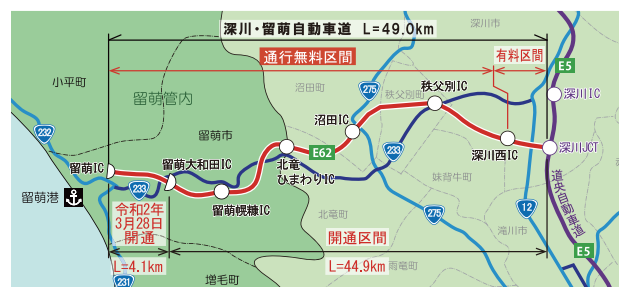 深川・留萌自動車道 L=49.0km
深川市
通行無料区間
有料区間
E5
小平町
留萌管内
沼田町
275
秩父別町
秩父別IC
深川IC
232
留萌市
沼田IC
E62
233
深川西IC
深川JCT
留萌IC
留萌大和田IC
北竜
ひまわりIC
妹背牛町
道央自動車道
留萌港
233
留萌幌糠IC
北竜町
275
12
滝川市
令和2年
3月28日
開通
開通区間
E5
L=4.1km
L=44.9km
雨竜町
231
増毛町